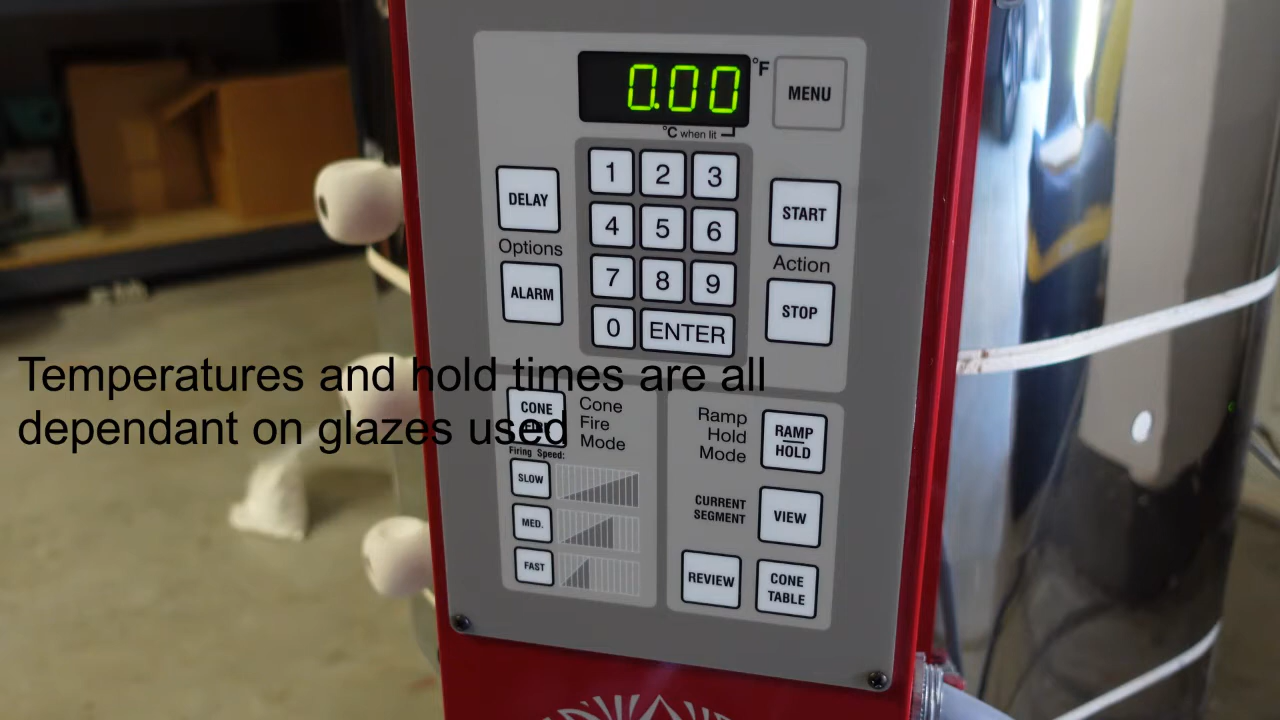 0.00
°F
MENU
°C when lit
1 2 3
DELAY
START
4 5 6
Options
Action
7 8 9
ALARM
STOP
0 ENTER
Temperatures and hold times are all
dependant on glazes used
CONE
Cone
Fire
Mode
Firing Speed:
SLOW
MED.
FAST
Ramp
Hold
Mode
RAMP
HOLD
CURRENT
SEGMENT
VIEW
REVIEW
CONE
TABLE